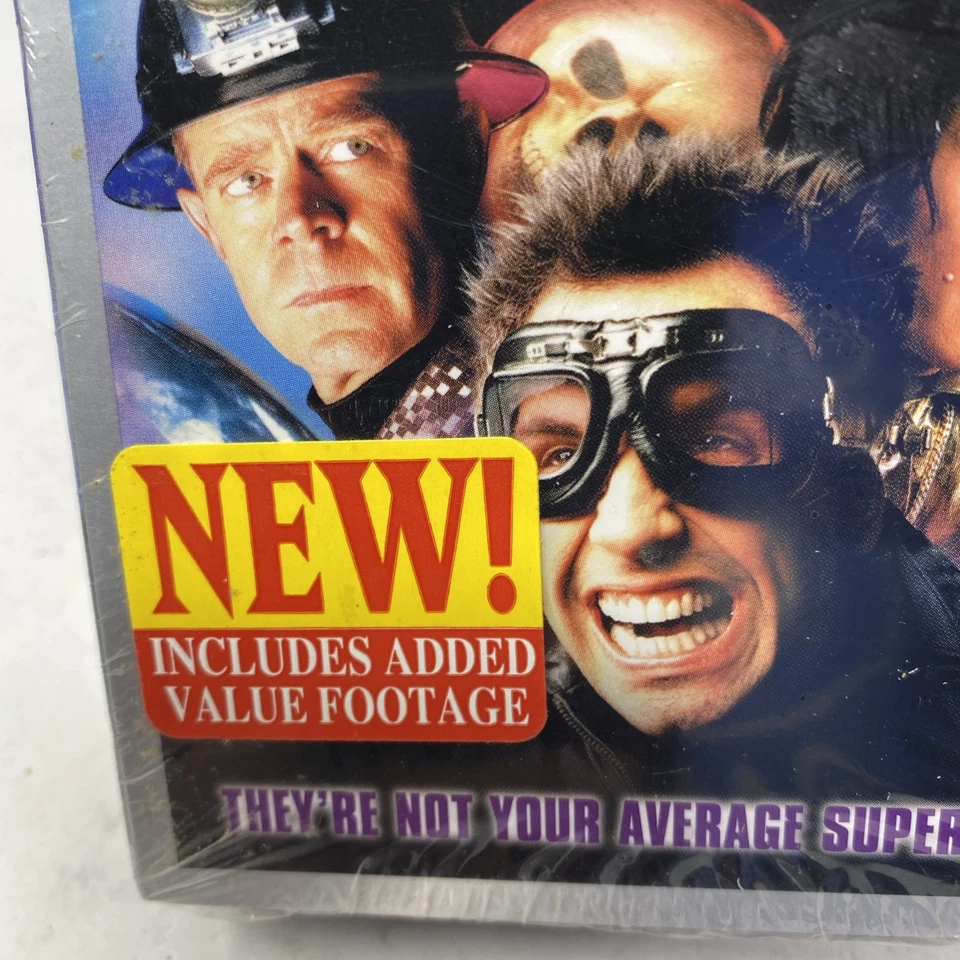 NEW!
INCLUDES ADDED
VALUE FOOTAGE
THEY'RE NOT YOUR AVERAGE SUPER